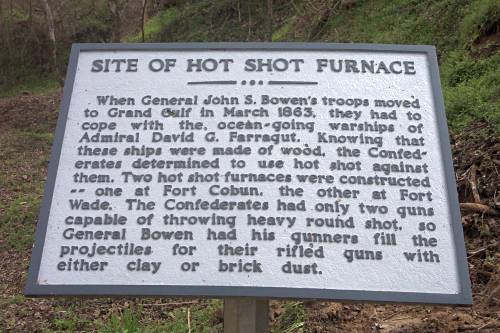 SITE OF HOT SHOT FURNACE
When General John S. Bowen's troops moved
to Grand Gulf in March 1863, they had to
cope with the, ocean-going warships of
Admiral David G. Farragut. Knowing that
these ships were made of wood, the Confed-
erates determined to use hot shot against
them. Two hot shot furnaces were constructed
-- one at Fort Cobun, the other at Fort
Wade. The Confederates had only two guns
capable of throwing heavy round shot, so
General Bowen had his gunners fill the
projectiles for their rifled guns with
either clay or brick dust.